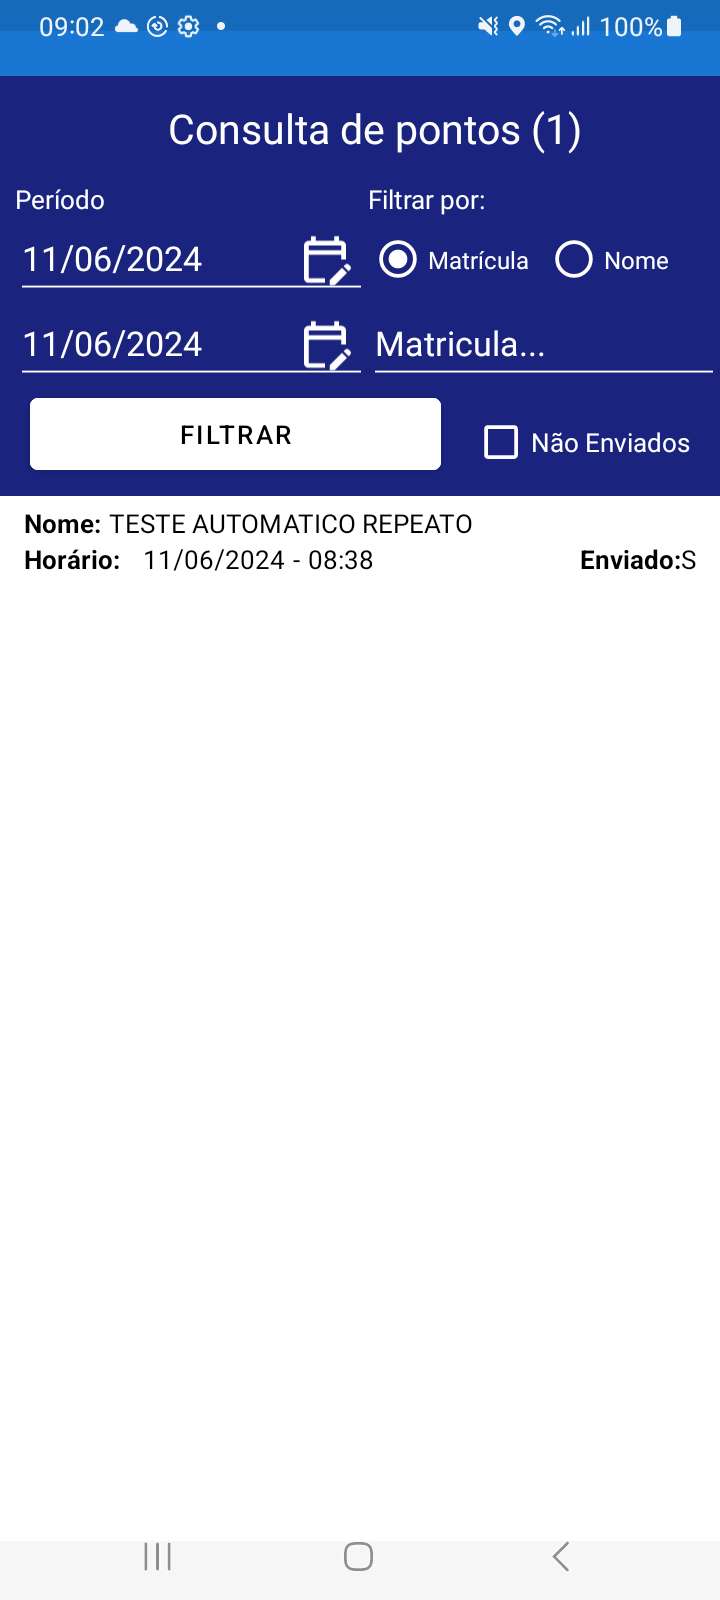 09:02 100%
Consulta de pontos (1)
Período Filtrar por:
11/06/2024 Matrícula Nome
11/06/2024 Matricula...
FILTRAR Não Enviados
Nome: TESTE AUTOMATICO REPEATO
Horário: 11/06/2024 - 08:38 Enviado:S